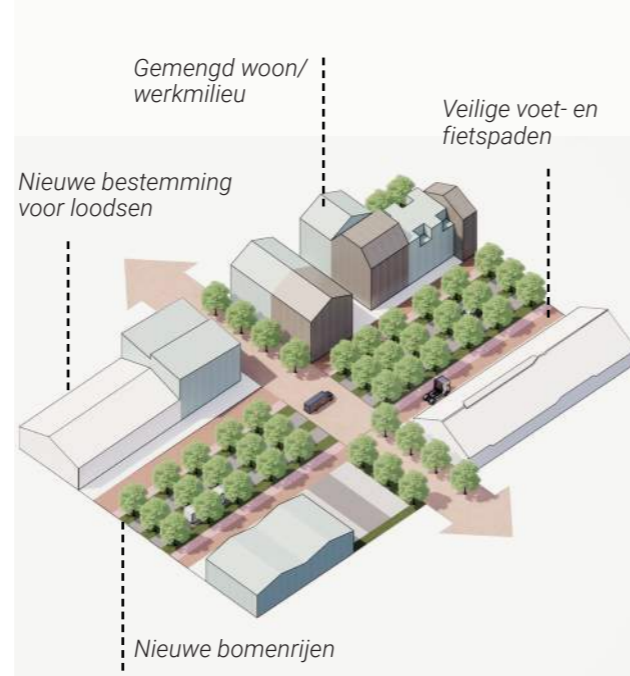 Gemengd woon/
werkmilieu
Veilige voet- en
fietspaden
Nieuwe bestemming
voor loodsen
Nieuwe bomenrijen